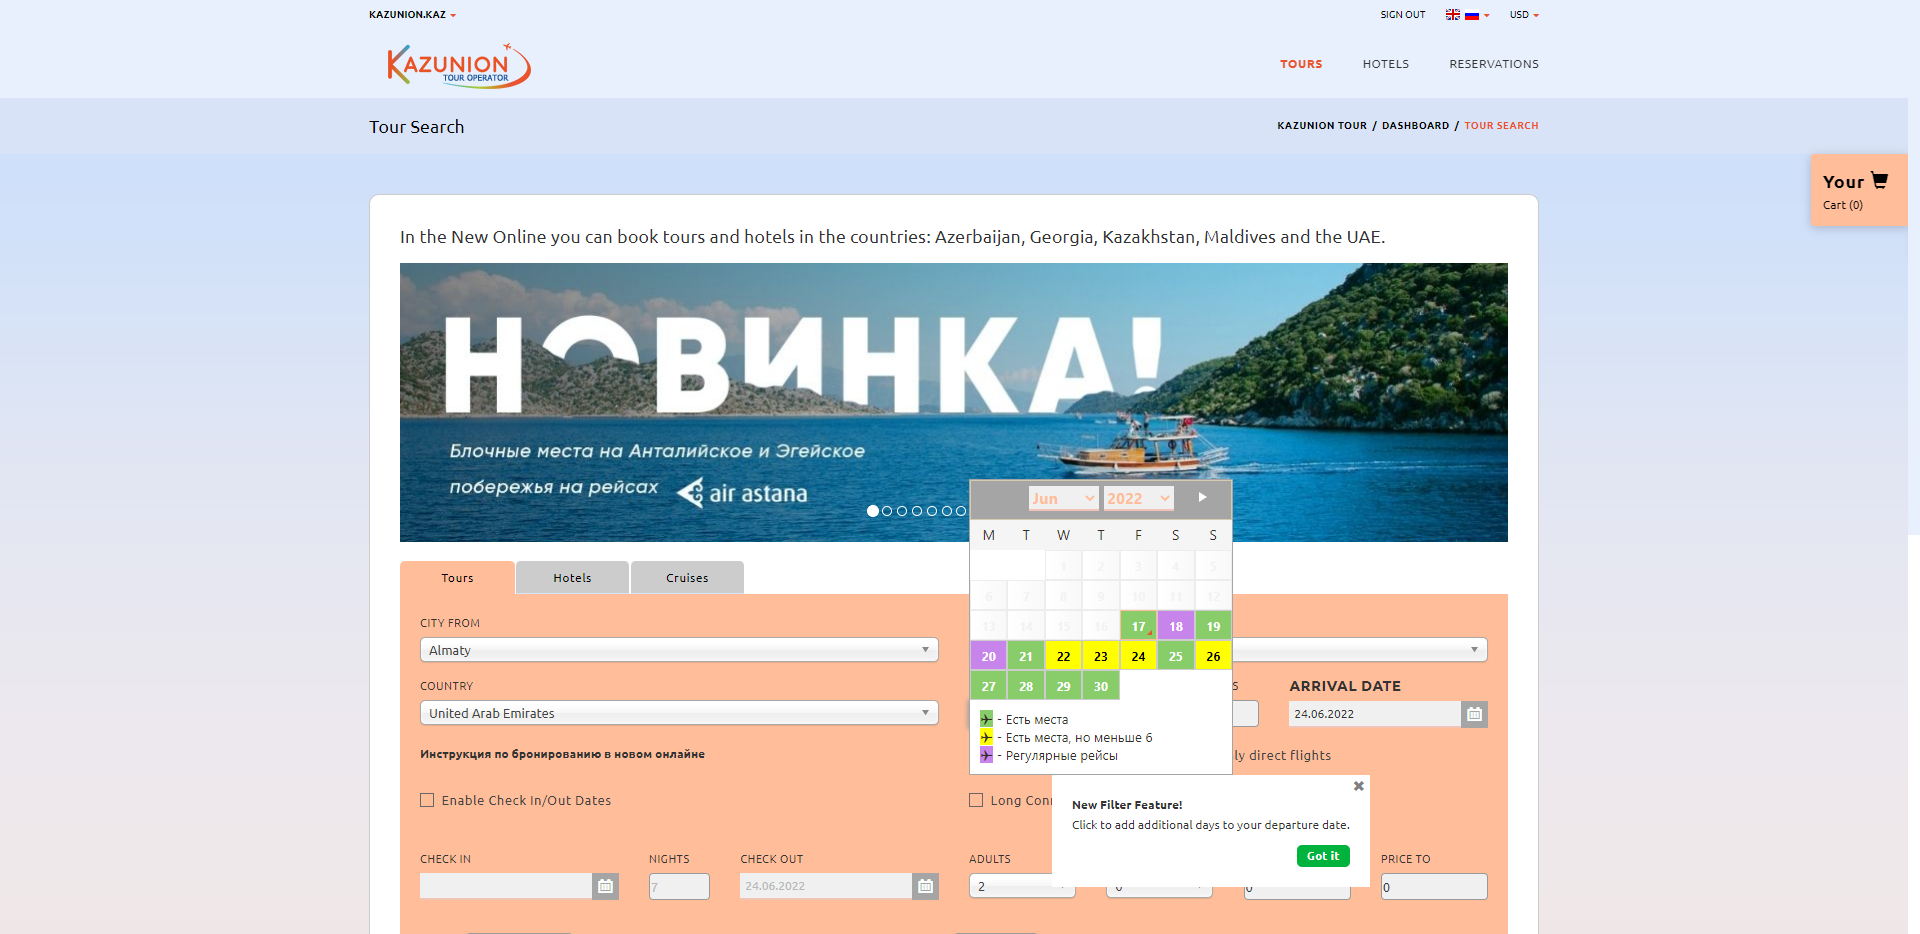 KAZUNION.KAZ
SIGN OUT
USD
KAZUNION
TOUR OPERATOR
TOURS
HOTELS
RESERVATIONS
Tour Search
KAZUNION TOUR / DASHBOARD / TOUR SEARCH
Your
Cart (0)
In the New Online you can book tours and hotels in the countries: Azerbaijan, Georgia, Kazakhstan, Maldives and the UAE.
НОВИНКА!
Блочные места на Анталийское и Эгейское
побережья на рейсах air astana
Jun 2022
M T W T F S S
1 2 3 4 5
6 7 8 9 10 11 12
13 14 15 16 17 18 19
20 21 22 23 24 25 26
27 28 29 30
- Есть места
- Есть места, но меньше 6
- Регулярные рейсы
Tours
Hotels
Cruises
CITY FROM
Almaty
COUNTRY
United Arab Emirates
S
ARRIVAL DATE
24.06.2022
Инструкция по бронированию в новом онлайне
ly direct flights
Enable Check In/Out Dates
Long Con
New Filter Feature!
Click to add additional days to your departure date.
Got it
CHECK IN
NIGHTS
7
CHECK OUT
24.06.2022
ADULTS
2
0
0
PRICE TO
0